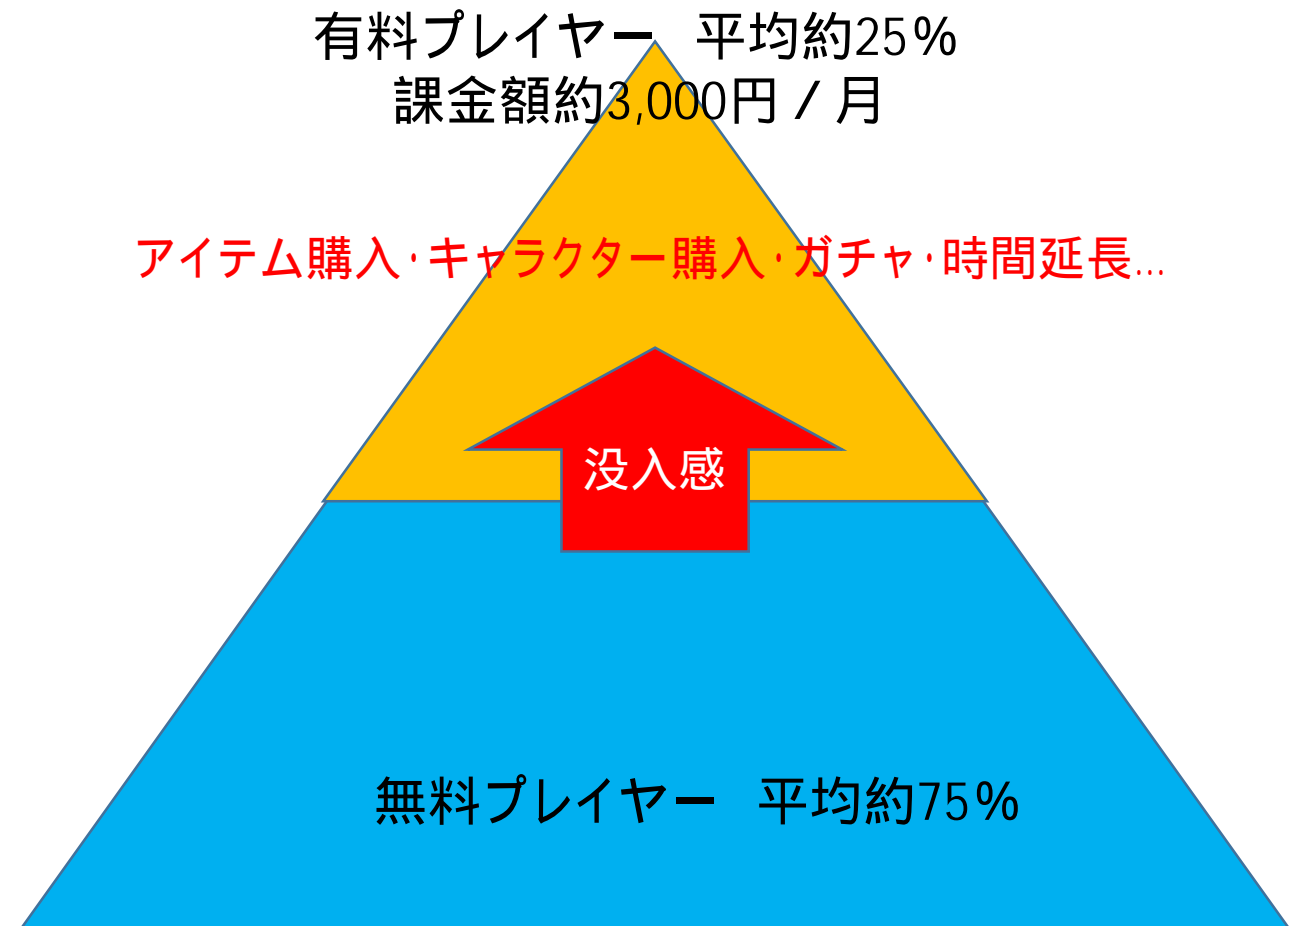 有料プレイヤー　平均約25%
課金額約3,000円／月
アイテム購入・キャラクター購入・ガチャ・時間延長…
没入感
無料プレイヤー　平均約75%